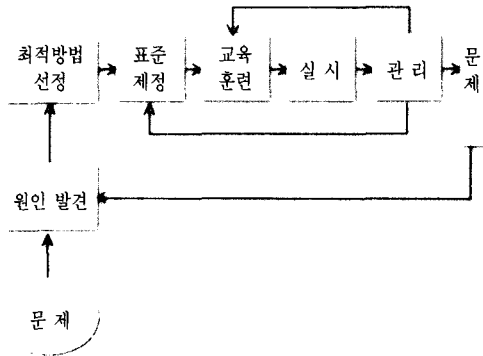 최적방법
선정
표준
제정
교육
훈련
실 시
관 리
문
제
원인 발견
문 제